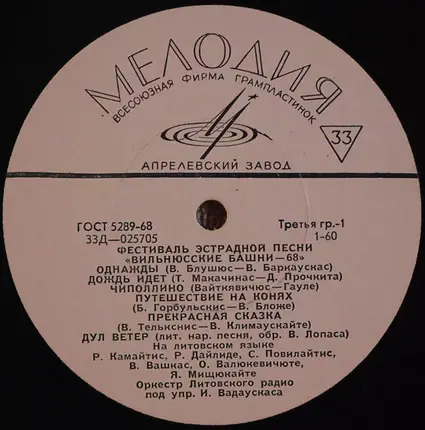 МЕЛОДИЯ
ВСЕСОЮЗНАЯ ФИРМА ГРАМПЛАСТИНОК
33
АПРЕЛЕВСКИЙ ЗАВОД
ГОСТ 5289-68 Третья гр.-1
33Д—025705 1-60
ФЕСТИВАЛЬ ЭСТРАДНОЙ ПЕСНИ
«ВИЛЬНЮССКИЕ БАШНИ—68»
ОДНАЖДЫ (В. Блушюс—В. Баркаускас)
ДОЖДЬ ИДЕТ (Т. Макачинас—Д. Прочкита)
ЧИПОЛЛИНО (Вайткявичюс—Гауле)
ПУТЕШЕСТВИЕ НА КОНЯХ
(Б. Горбульскис—В. Бложе)
ПРЕКРАСНАЯ СКАЗКА
(В. Телькснис—В. Климаускайте)
ДУЛ ВЕТЕР (лит. нар. песня, обр. В. Лопаса)
На литовском языке
Р. Камайтис, Р. Дайлиде, С. Повилайтис,
В. Вашкас, О. Валюкевичюте,
Я. Мищюкайте
Оркестр Литовского радио
под упр. И. Вадаускаса